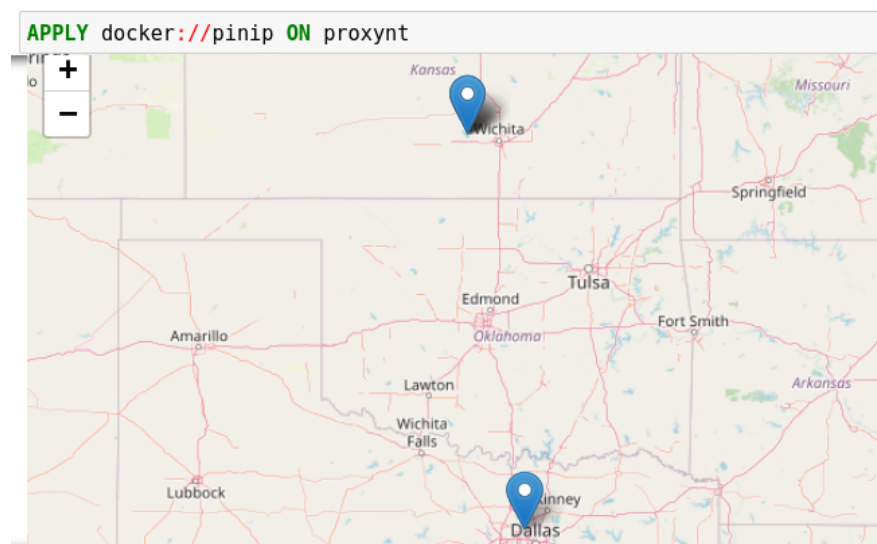 APPLY docker://pinip ON proxynt
+
−
Kansas
Missouri
Wichita
Springfield
Tulsa
Edmond
Oklahoma
Fort Smith
Amarillo
Lawton
Arkansas
Wichita
Falls
Lubbock
Dallas